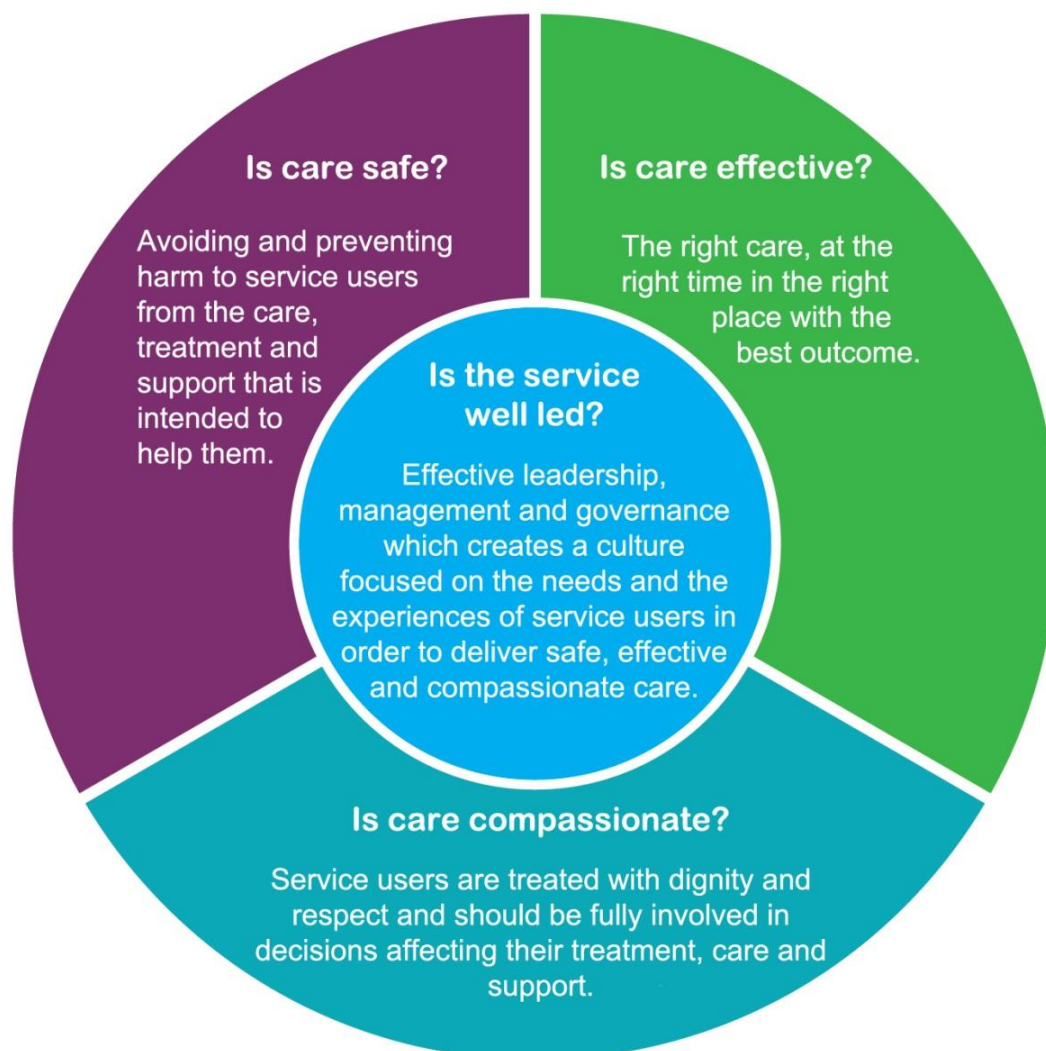 Is care safe?
Avoiding and preventing
harm to service users
from the care,
treatment and
support that is
intended to
help them.
Is care effective?
The right care, at the
right time in the right
place with the
best outcome.
Is the service
well led?
Effective leadership,
management and governance
which creates a culture
focused on the needs and the
experiences of service users in
order to deliver safe, effective
and compassionate care.
Is care compassionate?
Service users are treated with dignity and
respect and should be fully involved in
decisions affecting their treatment, care and
support.